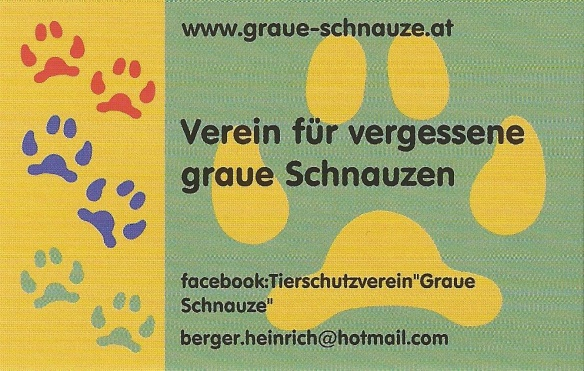 www.graue-schnauze.at
Verein für vergessene
graue Schnauzen
facebook:Tierschutzverein"Graue
Schnauze"
berger.heinrich@hotmail.com